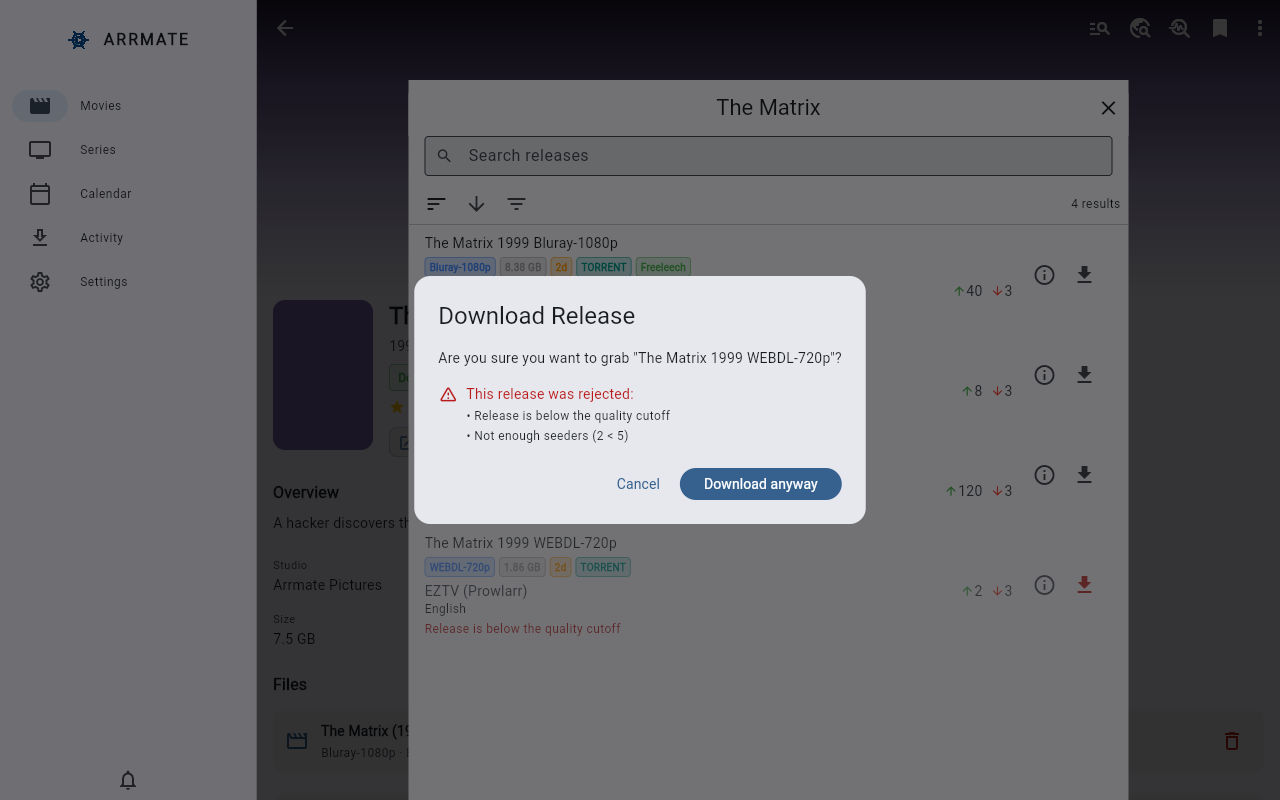 ARRMATE
Movies
Series
Calendar
Activity
Settings
The Matrix
Search releases
4 results
The Matrix 1999 Bluray-1080p
Bluray-1080p 8.38 GB 2d TORRENT Freeleech
40 3
8 3
120 3
Download Release
Are you sure you want to grab "The Matrix 1999 WEBDL-720p"?
This release was rejected:
• Release is below the quality cutoff
• Not enough seeders (2 < 5)
Cancel
Download anyway
The Matrix 1999 WEBDL-720p
WEBDL-720p 1.86 GB 2d TORRENT
EZTV (Prowlarr)
English
Release is below the quality cutoff
2 3
Overview
A hacker discovers
Studio
Arrmate Pictures
Size
7.5 GB
Files
The Matrix
Bluray-1080p ·